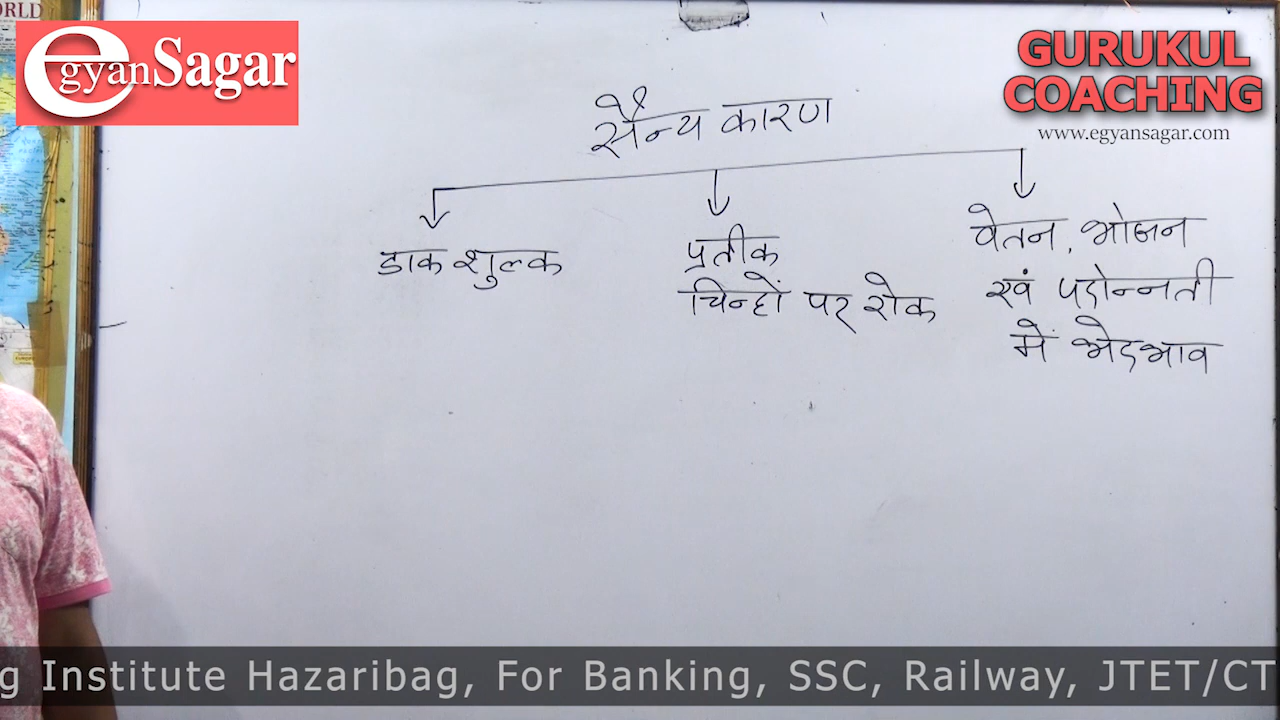 ORLD
egyanSagar
GURUKUL
COACHING
www.egyansagar.com
सैन्य कारण
डाक शुल्क
प्रतीक
चिन्हों पर रोक
वेतन, भोजन
एवं पदोन्नती
में भेदभाव
g Institute Hazaribag, For Banking, SSC, Railway, JTET/CT